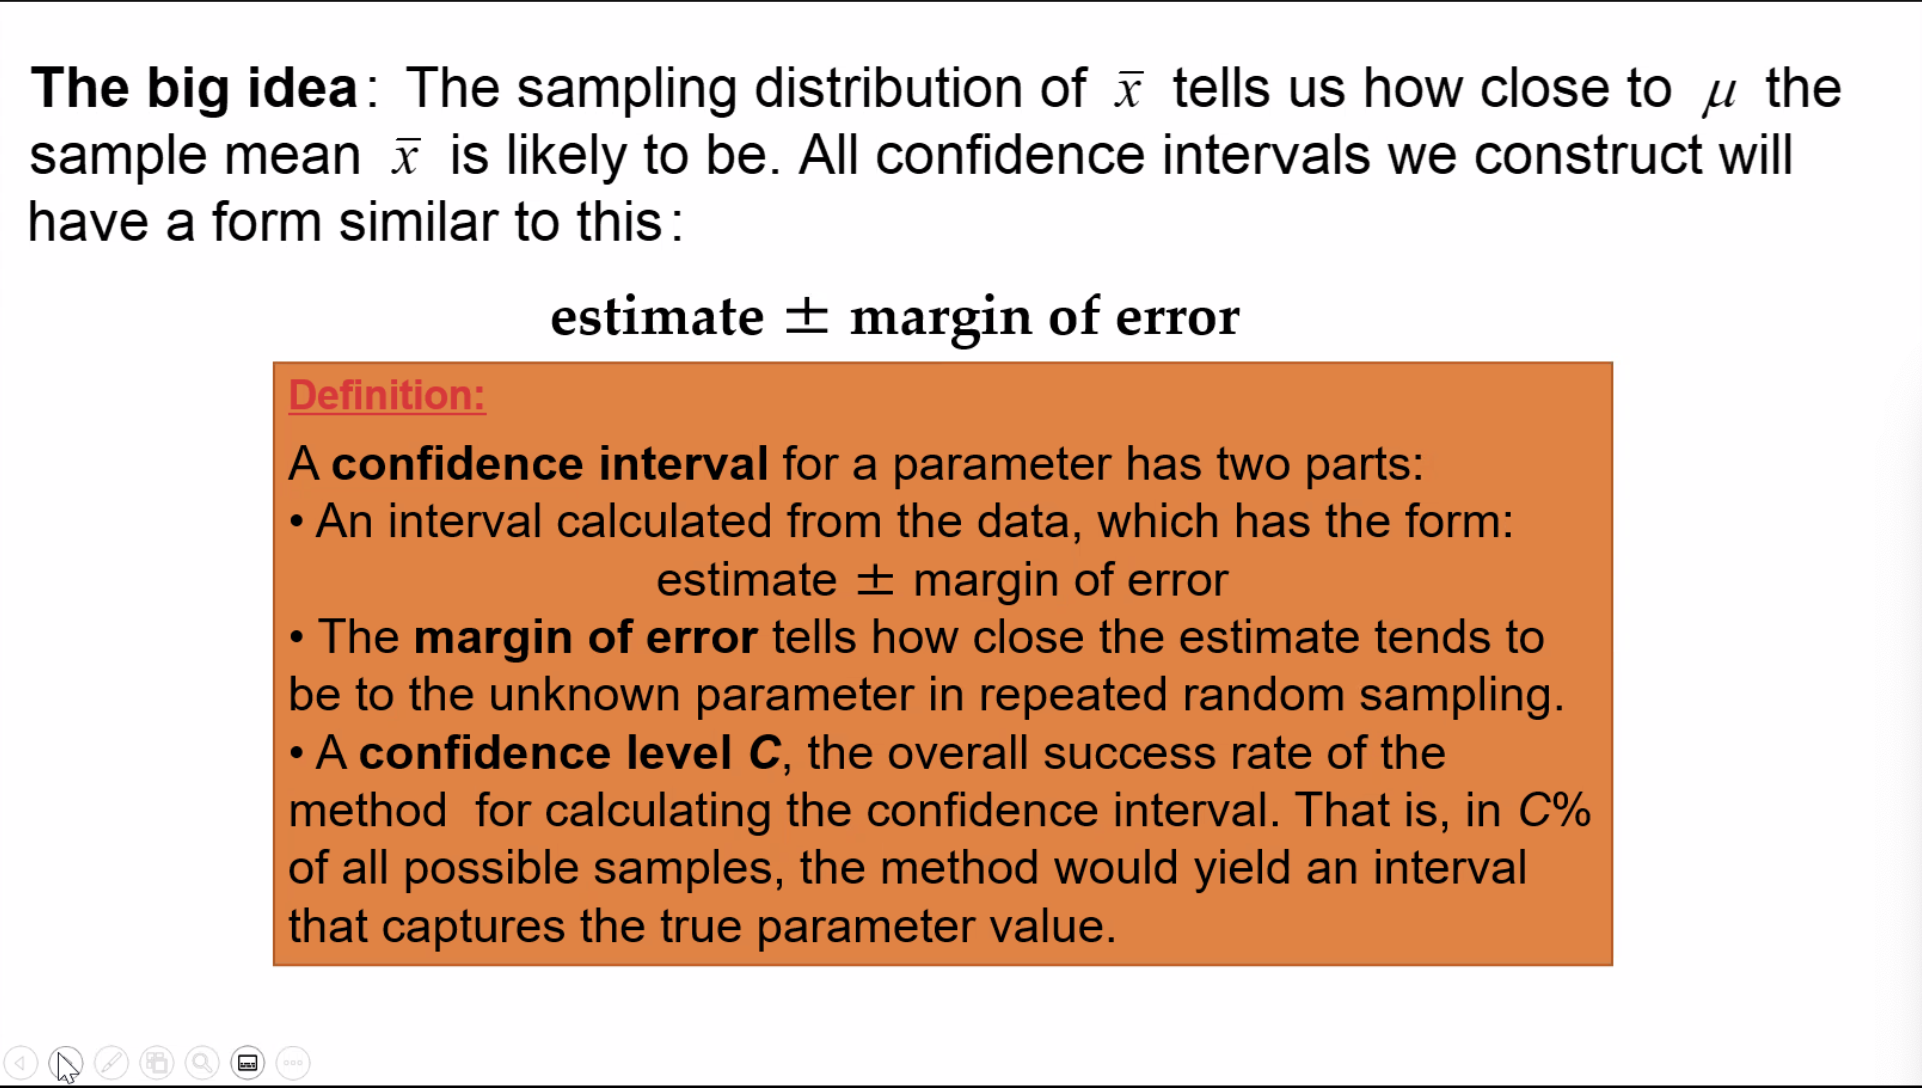 The big idea: The sampling distribution of x̅ tells us how close to μ the
sample mean x̅ is likely to be. All confidence intervals we construct will
have a form similar to this:
estimate ± margin of error
Definition:
A confidence interval for a parameter has two parts:
• An interval calculated from the data, which has the form:
estimate ± margin of error
• The margin of error tells how close the estimate tends to
be to the unknown parameter in repeated random sampling.
• A confidence level C, the overall success rate of the
method for calculating the confidence interval. That is, in C%
of all possible samples, the method would yield an interval
that captures the true parameter value.